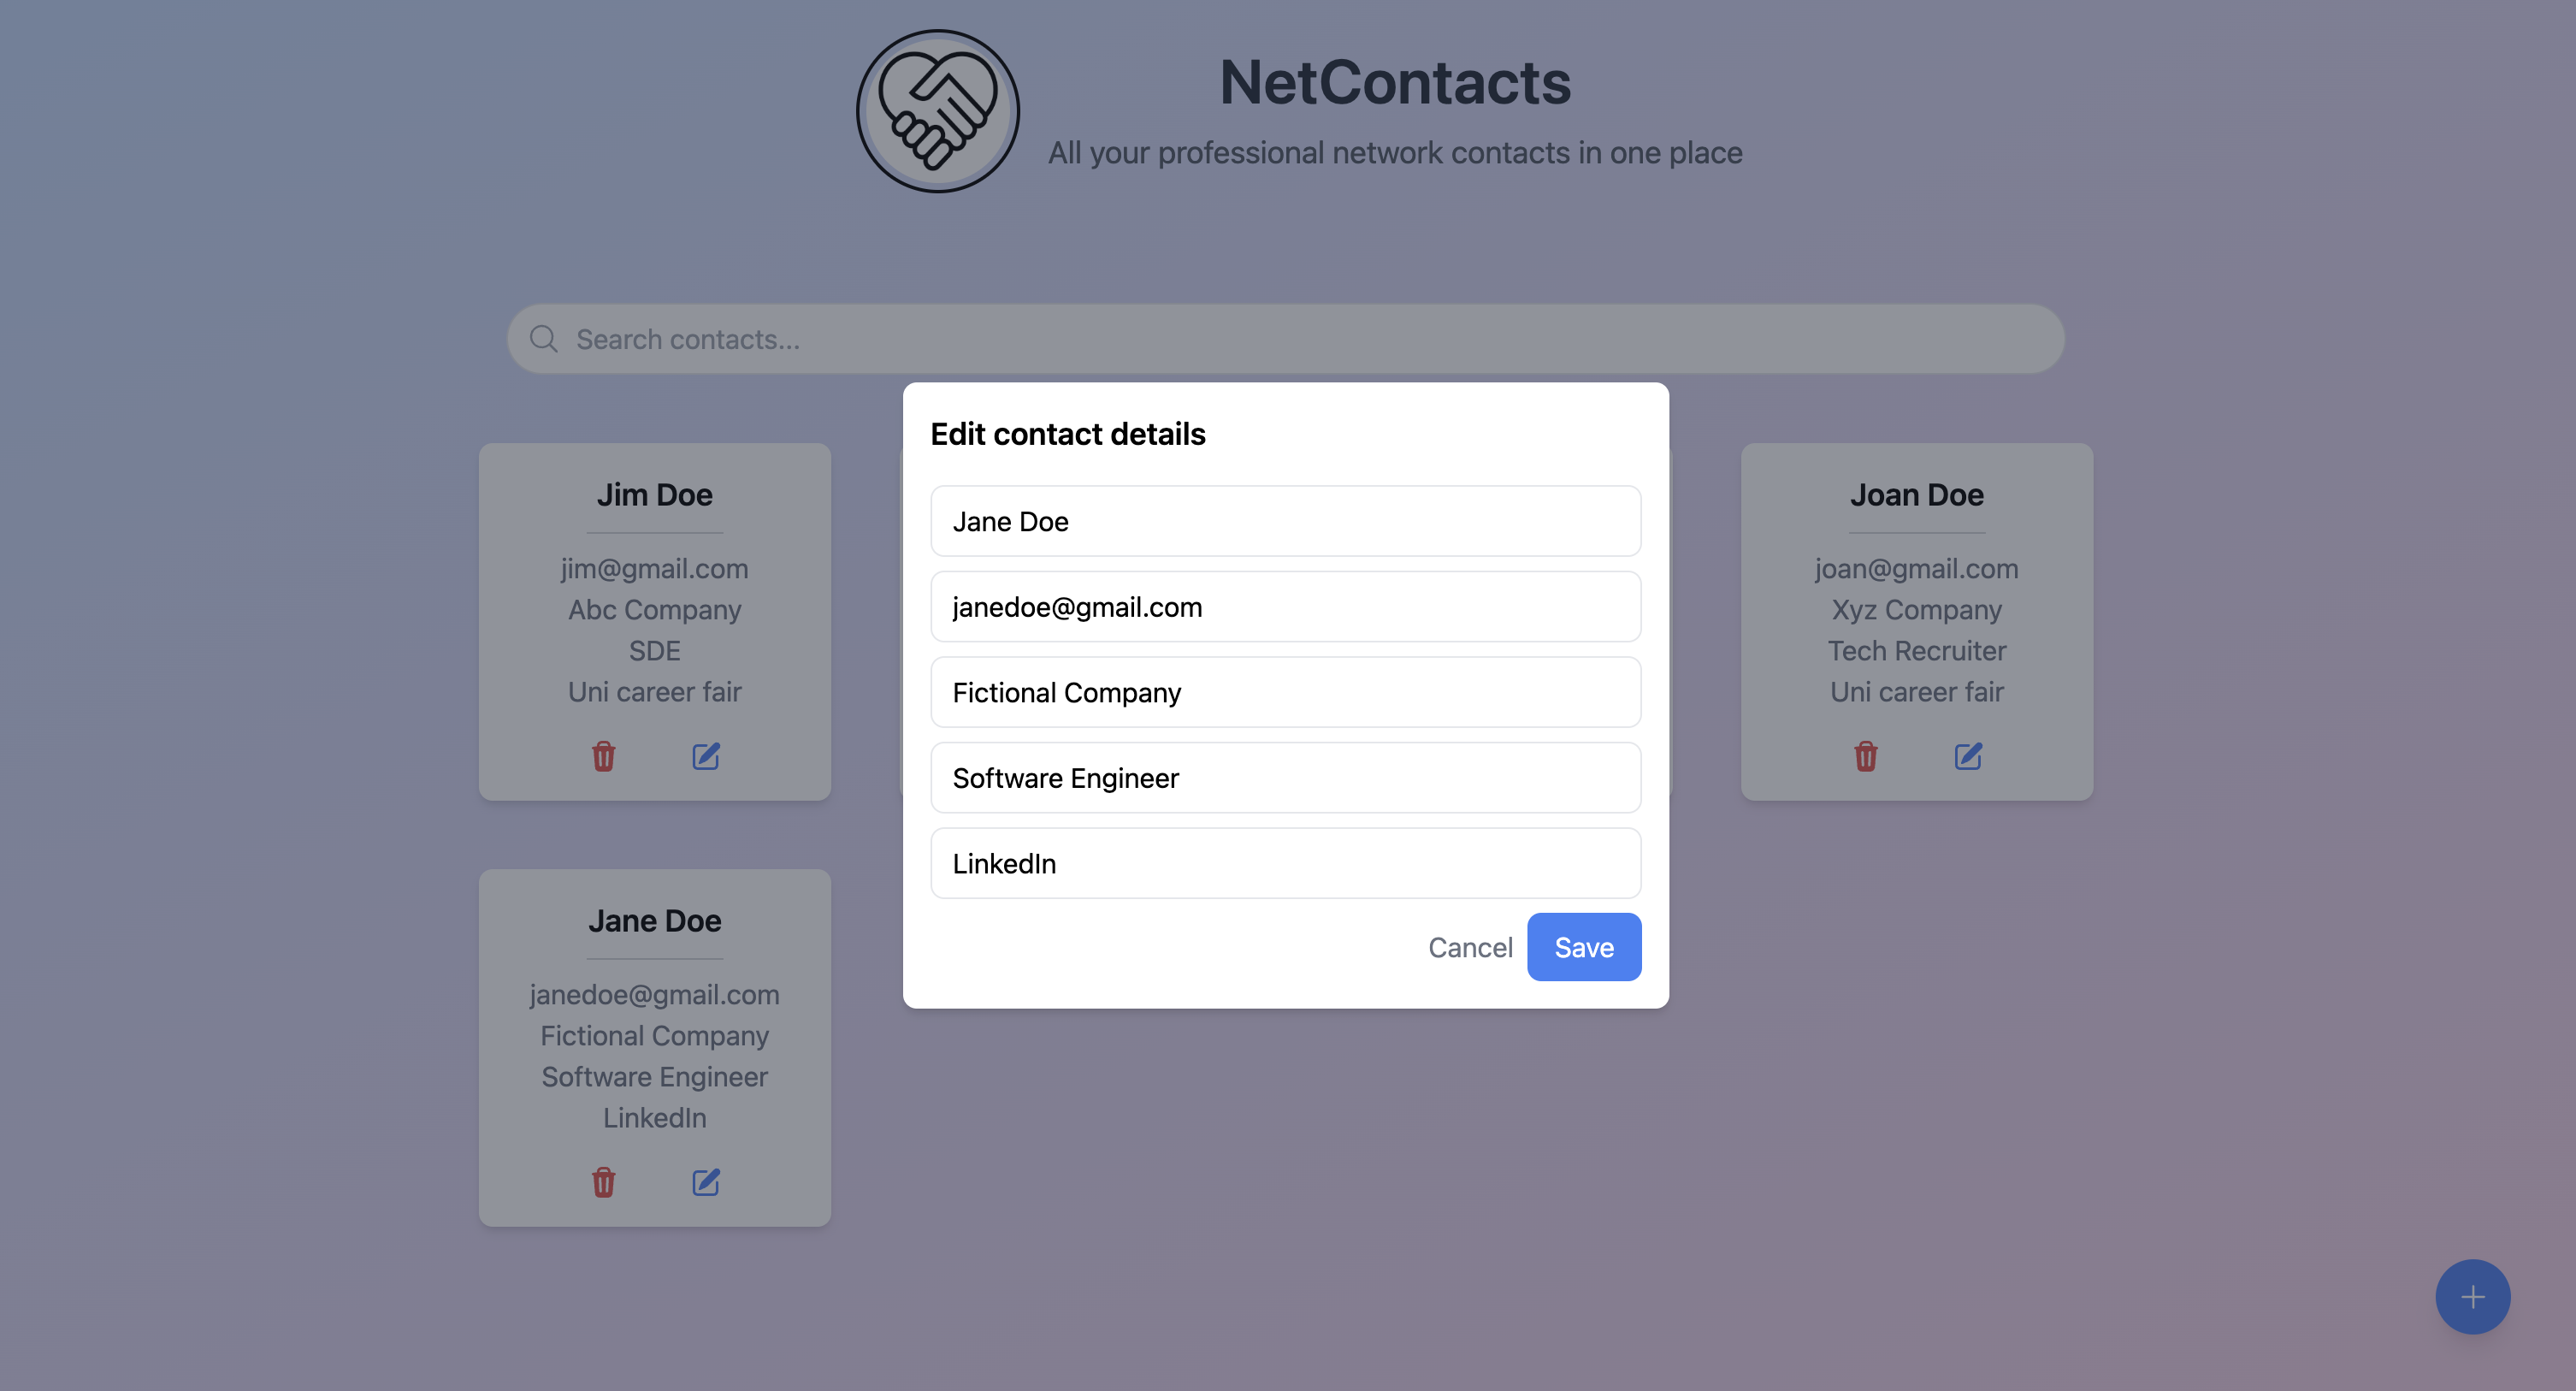 NetContacts
All your professional network contacts in one place
Search contacts...
Jim Doe
jim@gmail.com
Abc Company
SDE
Uni career fair
Edit contact details
Jane Doe
janedoe@gmail.com
Fictional Company
Software Engineer
LinkedIn
Cancel
Save
Joan Doe
joan@gmail.com
Xyz Company
Tech Recruiter
Uni career fair
Jane Doe
janedoe@gmail.com
Fictional Company
Software Engineer
LinkedIn